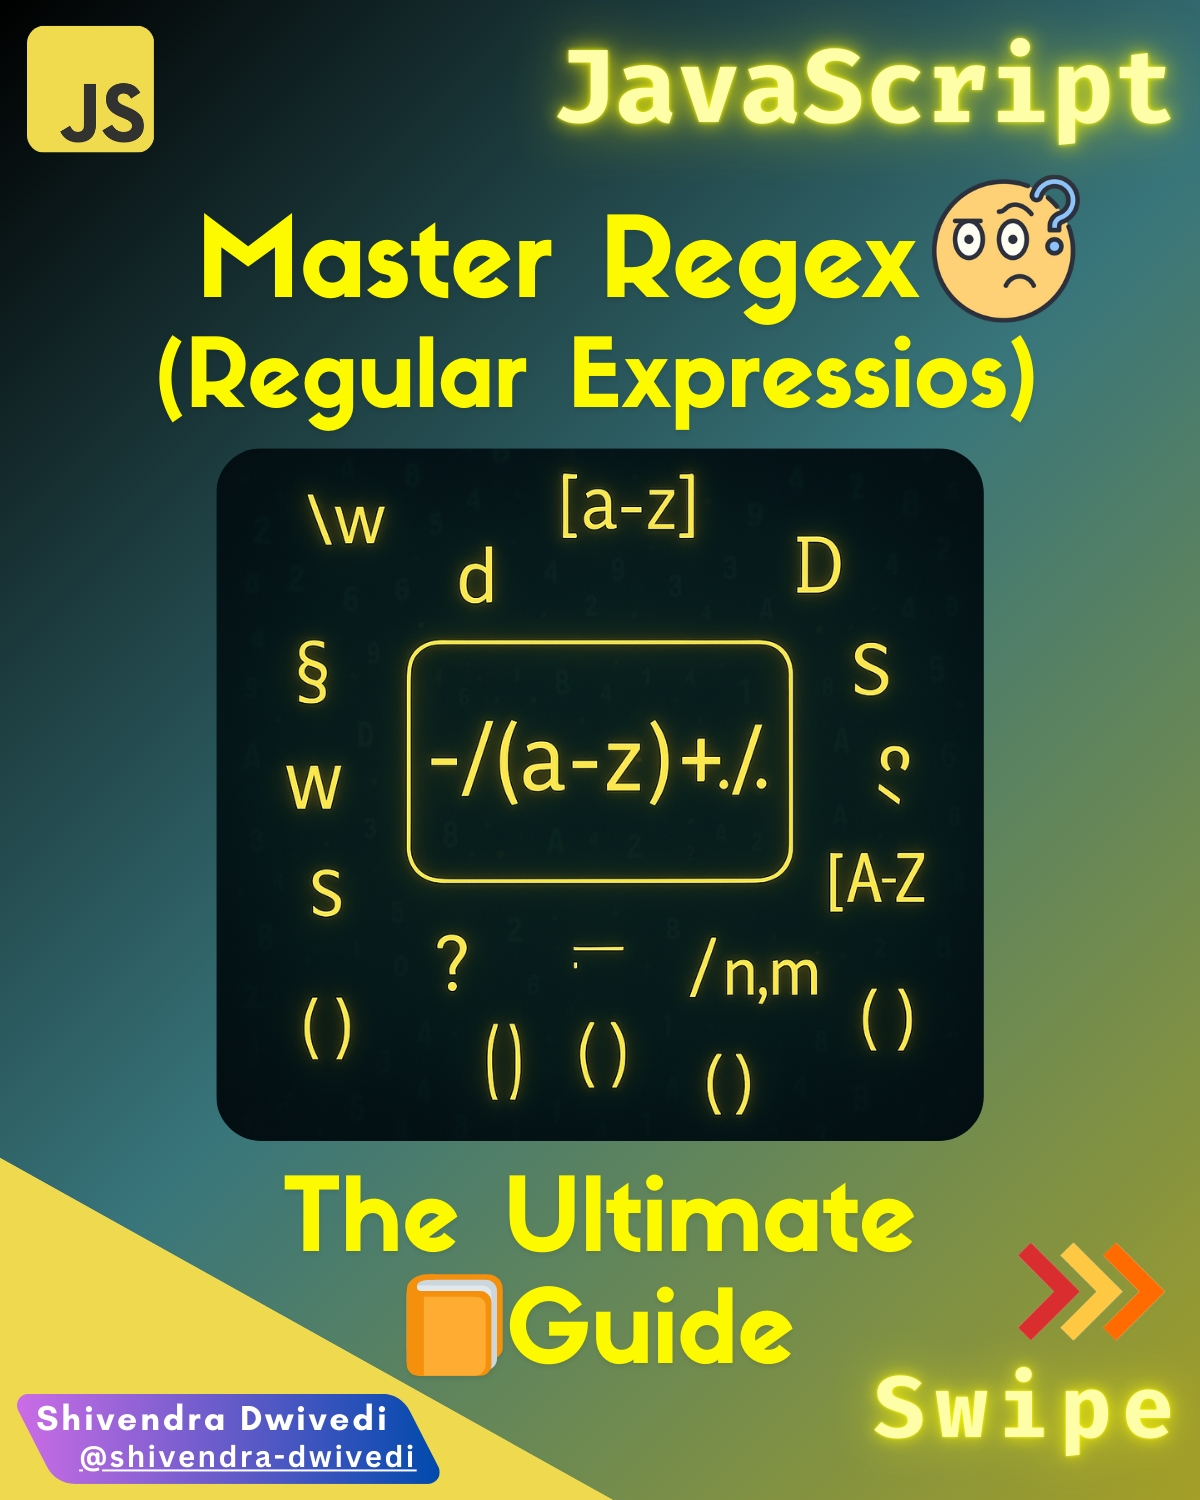 JS
JavaScript
Master Regex
(Regular Expressios)
\w
[a-z]
d
D
§
S
-/(a-z)+./.
w
[A-Z
S
?
/n,m
( )
()
( )
( )
( )
The Ultimate
Guide
Swipe
Shivendra Dwivedi
@shivendra-dwivedi